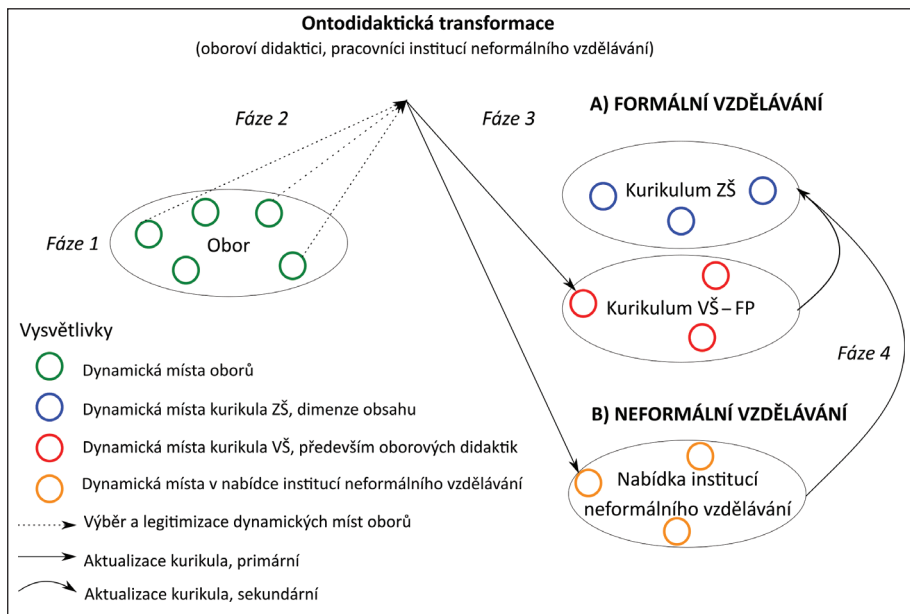 Ontodidaktická transformace
(oboroví didaktici, pracovníci institucí neformálního vzdělávání)
Fáze 2
Fáze 3
A) FORMÁLNÍ VZDĚLÁVÁNÍ
Kurikulum ZŠ
Fáze 1
Obor
Kurikulum VŠ – FP
Vysvětlivky
Fáze 4
Dynamická místa oborů
Dynamická místa kurikula ZŠ, dimenze obsahu
B) NEFORMÁLNÍ VZDĚLÁVÁNÍ
Dynamická místa kurikula VŠ, především oborových didaktik
Dynamická místa v nabídce institucí neformálního vzdělávání
Nabídka institucí
neformálního vzdělávání
Výběr a legitimizace dynamických míst oborů
Aktualizace kurikula, primární
Aktualizace kurikula, sekundární